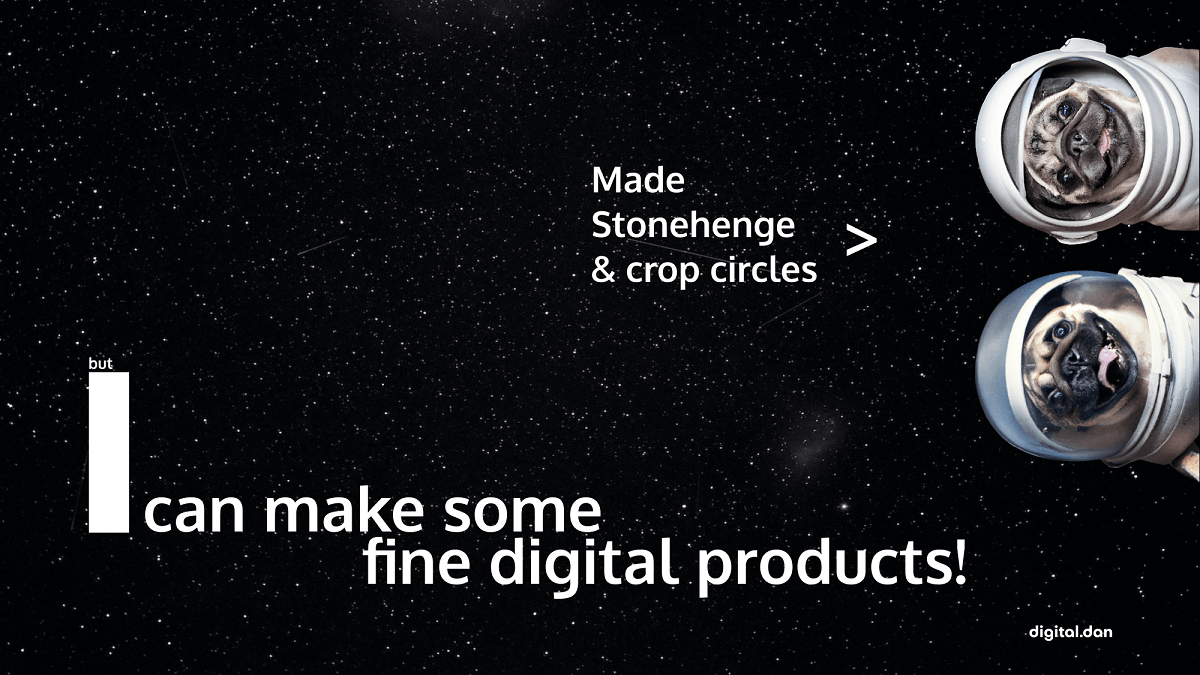 Made
Stonehenge >
& crop circles
but
I can make some
fine digital products!
digital.dan